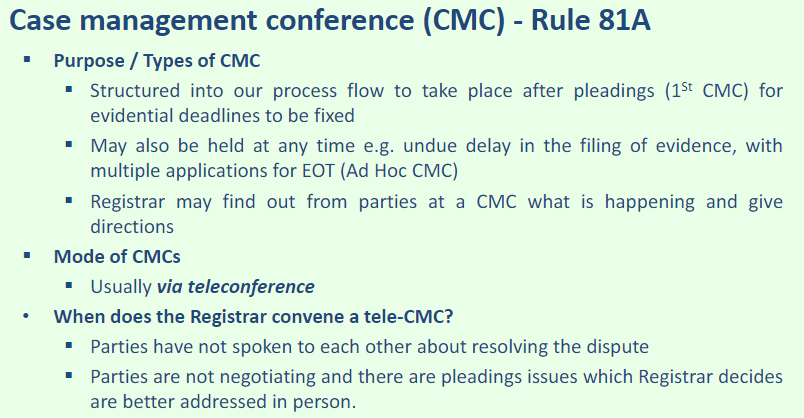 Case management conference (CMC) - Rule 81A
▪ Purpose / Types of CMC
▪ Structured into our process flow to take place after pleadings (1St CMC) for
evidential deadlines to be fixed
▪ May also be held at any time e.g. undue delay in the filing of evidence, with
multiple applications for EOT (Ad Hoc CMC)
▪ Registrar may find out from parties at a CMC what is happening and give
directions
▪ Mode of CMCs
▪ Usually via teleconference
• When does the Registrar convene a tele-CMC?
▪ Parties have not spoken to each other about resolving the dispute
▪ Parties are not negotiating and there are pleadings issues which Registrar decides
are better addressed in person.